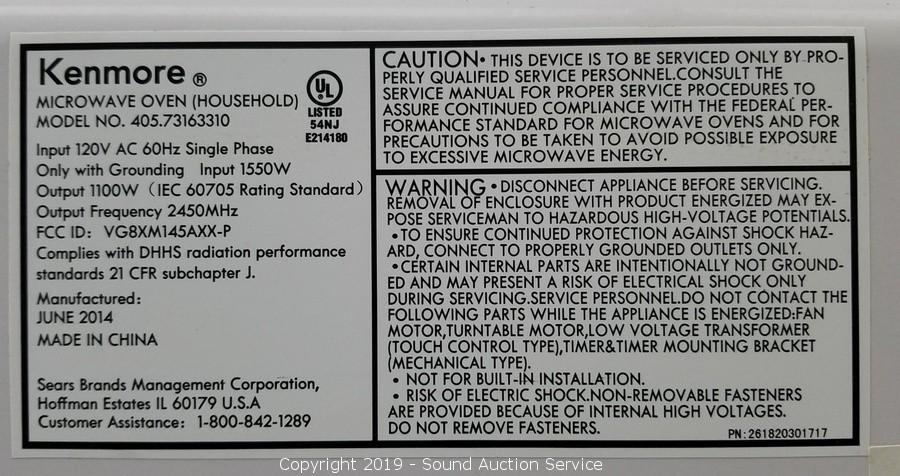 Kenmore ®
MICROWAVE OVEN (HOUSEHOLD)
MODEL NO. 405.73163310
UL
LISTED
54NJ
E214180
Input 120V AC 60Hz Single Phase
Only with Grounding Input 1550W
Output 1100W (IEC 60705 Rating Standard)
Output Frequency 2450MHz
FCC ID: VG8XM145AXX-P
Complies with DHHS radiation performance
standards 21 CFR subchapter J.
Manufactured:
JUNE 2014
MADE IN CHINA
Sears Brands Management Corporation,
Hoffman Estates IL 60179 U.S.A
Customer Assistance: 1-800-842-1289
CAUTION• THIS DEVICE IS TO BE SERVICED ONLY BY PRO-
PERLY QUALIFIED SERVICE PERSONNEL.CONSULT THE
SERVICE MANUAL FOR PROPER SERVICE PROCEDURES TO
ASSURE CONTINUED COMPLIANCE WITH THE FEDERAL PER-
FORMANCE STANDARD FOR MICROWAVE OVENS AND FOR
PRECAUTIONS TO BE TAKEN TO AVOID POSSIBLE EXPOSURE
TO EXCESSIVE MICROWAVE ENERGY.
WARNING • DISCONNECT APPLIANCE BEFORE SERVICING.
REMOVAL OF ENCLOSURE WITH PRODUCT ENERGIZED MAY EX-
POSE SERVICEMAN TO HAZARDOUS HIGH-VOLTAGE POTENTIALS.
• TO ENSURE CONTINUED PROTECTION AGAINST SHOCK HAZ-
ARD, CONNECT TO PROPERLY GROUNDED OUTLETS ONLY.
• CERTAIN INTERNAL PARTS ARE INTENTIONALLY NOT GROUND-
ED AND MAY PRESENT A RISK OF ELECTRICAL SHOCK ONLY
DURING SERVICING.SERVICE PERSONNEL.DO NOT CONTACT THE
FOLLOWING PARTS WHILE THE APPLIANCE IS ENERGIZED:FAN
MOTOR,TURNTABLE MOTOR,LOW VOLTAGE TRANSFORMER
(TOUCH CONTROL TYPE),TIMER&TIMER MOUNTING BRACKET
(MECHANICAL TYPE).
• NOT FOR BUILT-IN INSTALLATION.
• RISK OF ELECTRIC SHOCK.NON-REMOVABLE FASTENERS
ARE PROVIDED BECAUSE OF INTERNAL HIGH VOLTAGES.
DO NOT REMOVE FASTENERS.
PN:261820301717
Copyright 2019 - Sound Auction Service